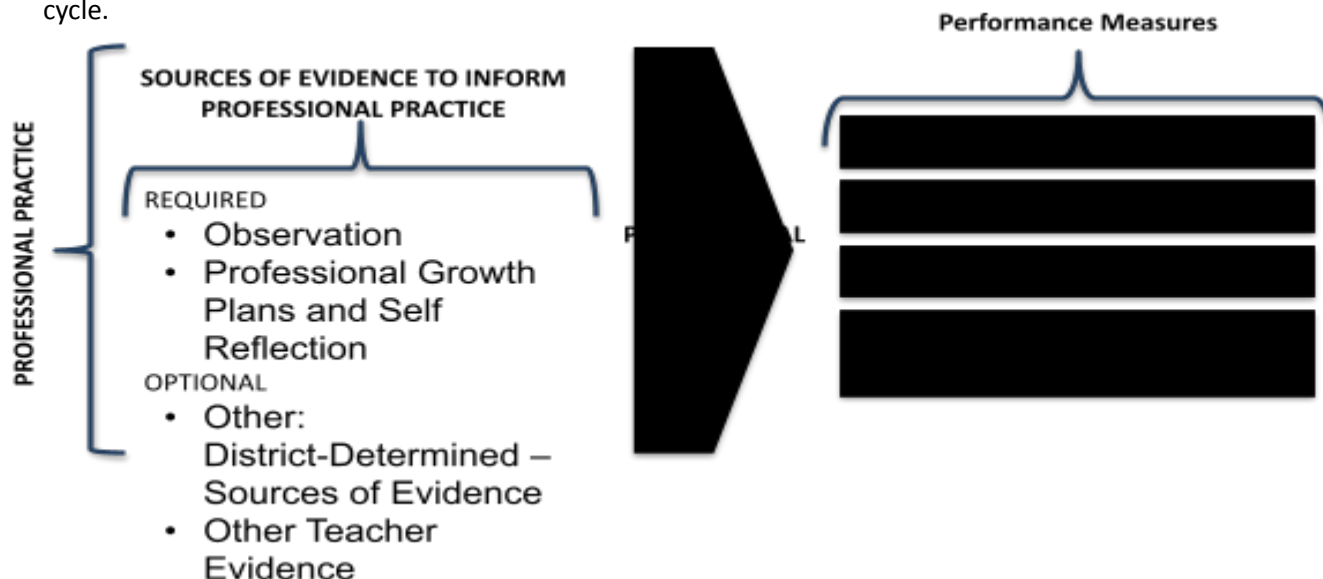 cycle.
Performance Measures
PROFESSIONAL PRACTICE
SOURCES OF EVIDENCE TO INFORM
PROFESSIONAL PRACTICE
REQUIRED
• Observation
• Professional Growth
Plans and Self
Reflection
OPTIONAL
• Other:
District-Determined –
Sources of Evidence
• Other Teacher
Evidence